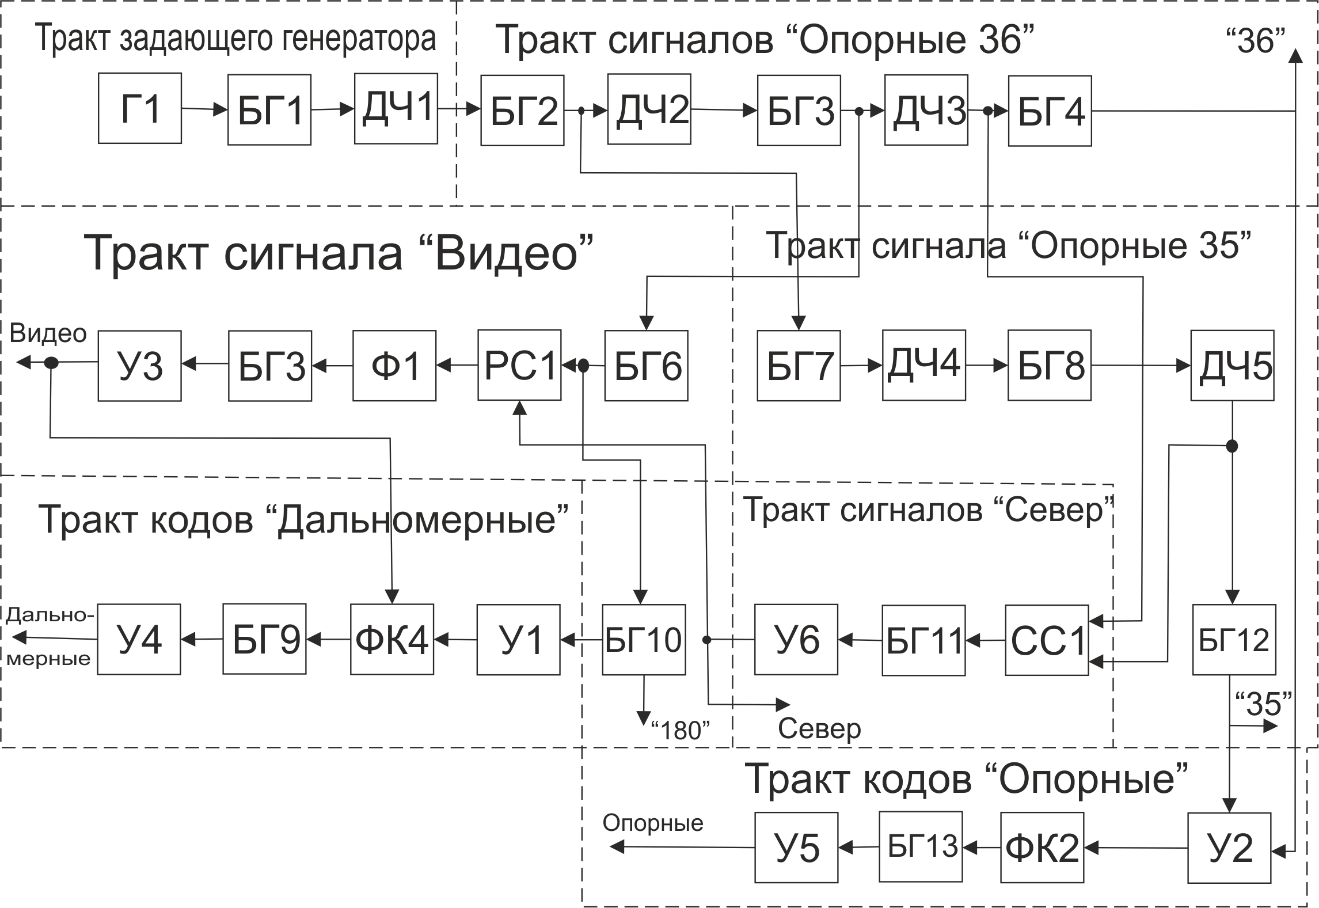 Тракт задающего генератора
Тракт сигналов “Опорные 36”
“36”
Г1
БГ1
ДЧ1
БГ2
ДЧ2
БГ3
ДЧ3
БГ4
Тракт сигнала “Видео”
Тракт сигнала “Опорные 35”
Видео
У3
БГ3
Ф1
РС1
БГ6
БГ7
ДЧ4
БГ8
ДЧ5
Тракт кодов “Дальномерные”
Тракт сигналов “Север”
Дально-
мерные
У4
БГ9
ФК4
У1
БГ10
У6
БГ11
СС1
БГ12
“180”
Север
“35”
Тракт кодов “Опорные”
Опорные
У5
БГ13
ФК2
У2